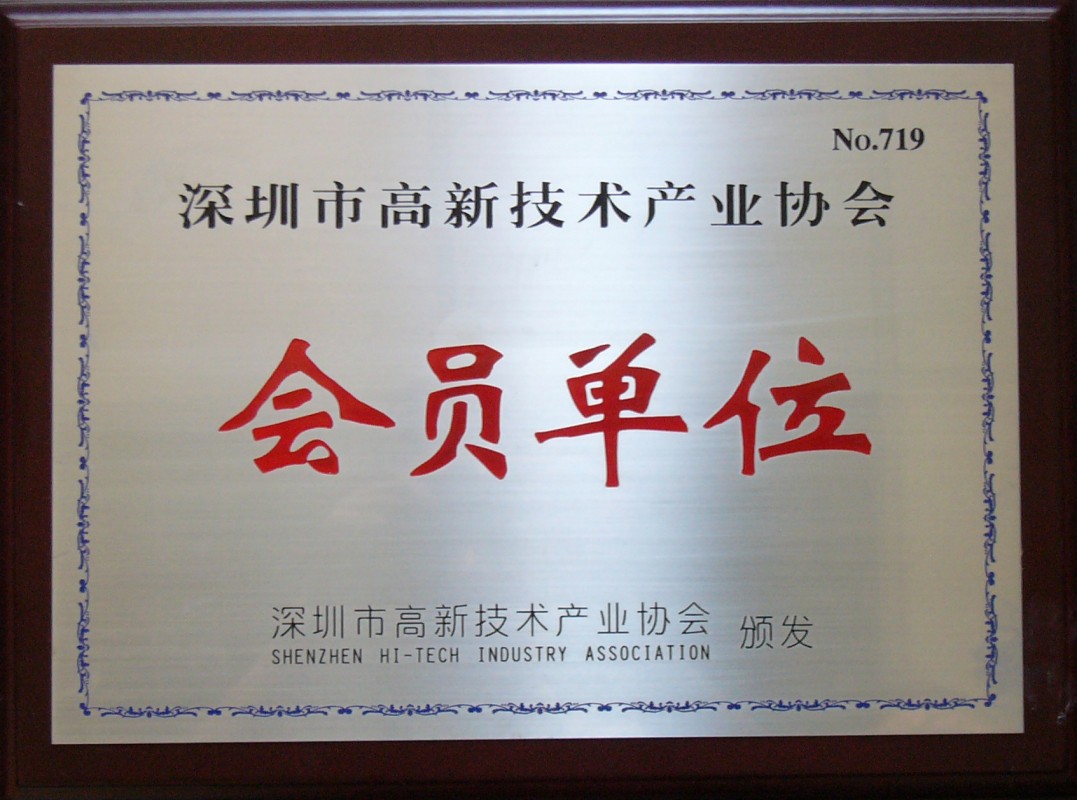 No.719
深圳市高新技术产业协会
会员单位
深圳市高新技术产业协会 颁发
SHENZHEN HI-TECH INDUSTRY ASSOCIATION